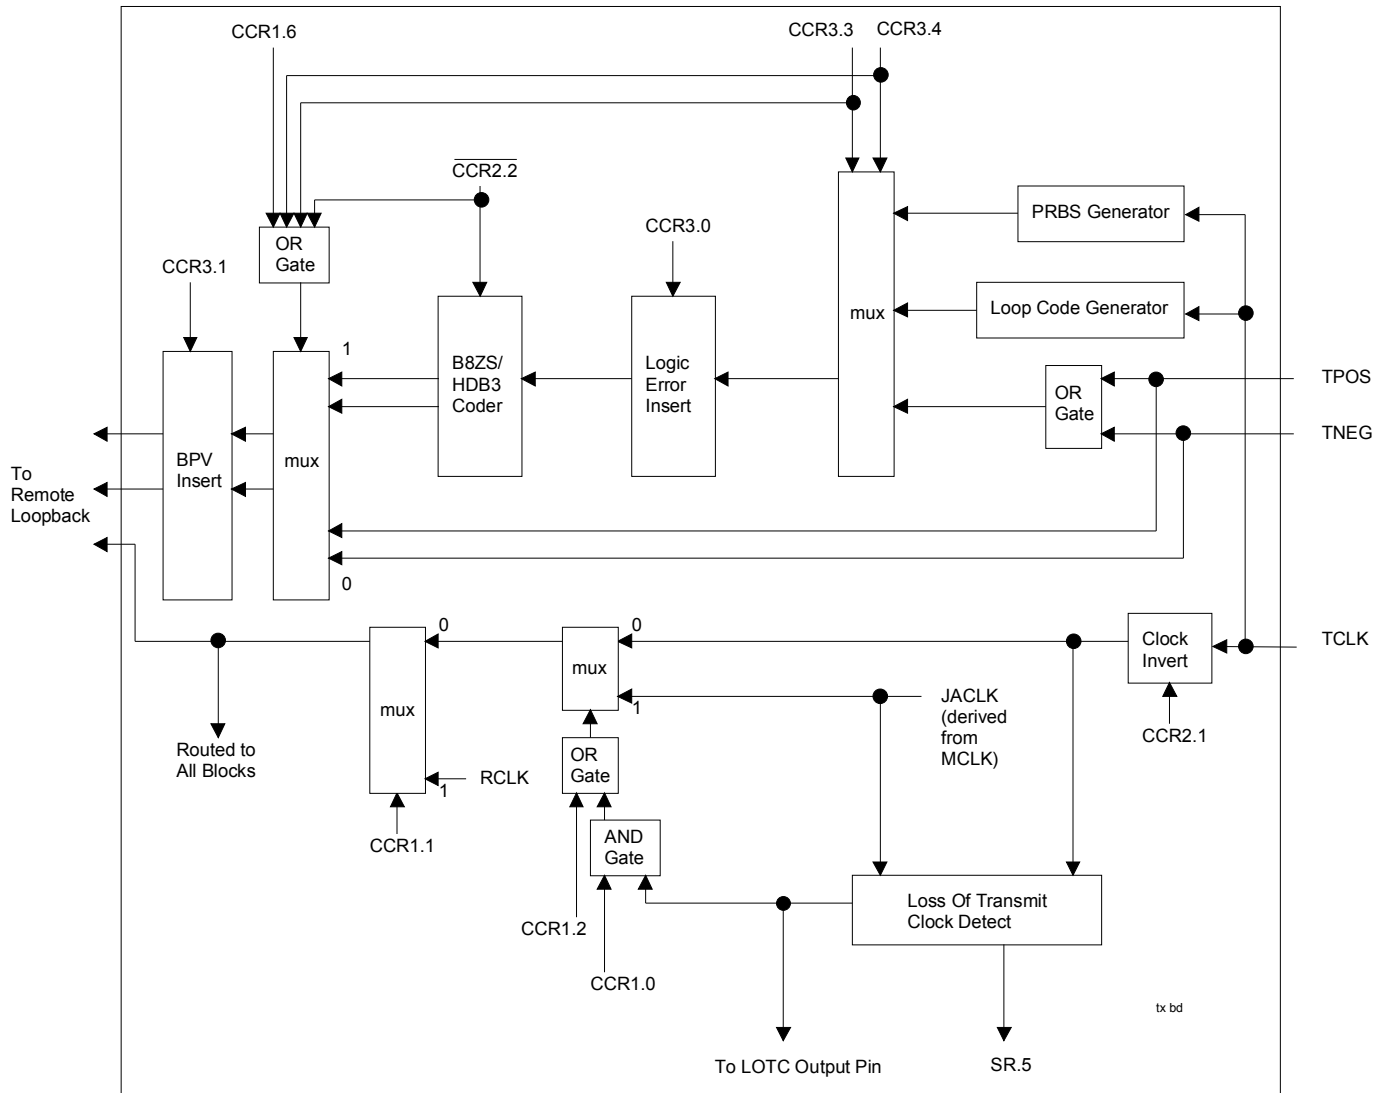 CCR1.6
CCR3.3
CCR3.4
CCR2.2
CCR3.0
CCR3.1
OR
Gate
PRBS Generator
Loop Code Generator
mux
1
B8ZS/
HDB3
Coder
Logic
Error
Insert
OR
Gate
TPOS
TNEG
BPV
Insert
mux
To
Remote
Loopback
0
0
mux
0
1
Clock
Invert
TCLK
JACLK
(derived
from
MCLK)
CCR2.1
mux
Routed to
All Blocks
OR
Gate
RCLK
1
CCR1.1
AND
Gate
CCR1.2
CCR1.0
Loss Of Transmit
Clock Detect
tx bd
To LOTC Output Pin
SR.5